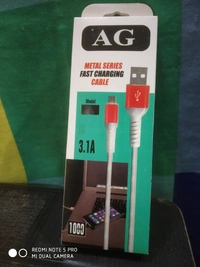 AG
METAL SERIES
FAST CHARGING
CABLE
Model
3.1A
1000
REDMI NOTE 5 PRO
MI DUAL CAMERA